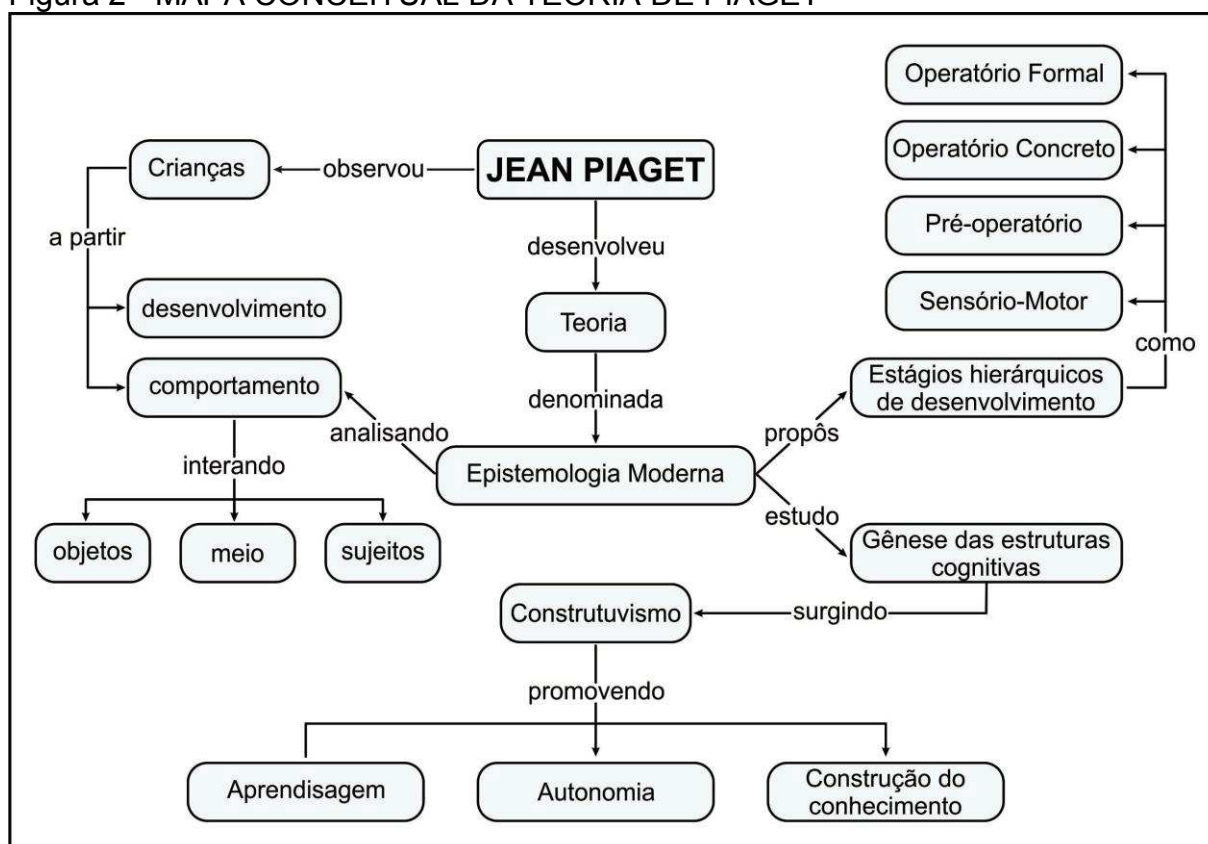 Figura 2 - MAPA CONCEITUAL DA TEORIA DE PIAGET
Operatório Formal
Operatório Concreto
Pré-operatório
Sensório-Motor
como
Estágios hierárquicos
de desenvolvimento
JEAN PIAGET
observou
Crianças
a partir
desenvolvimento
comportamento
interando
objetos
meio
sujeitos
desenvolveu
Teoria
denominada
Epistemologia Moderna
analisando
propôs
estudo
Gênese das estruturas
cognitivas
surgindo
Construtuvismo
promovendo
Aprendisagem
Autonomia
Construção do
conhecimento